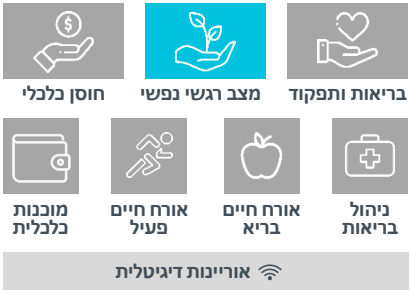 בריאות ותפקוד
מצב רגשי נפשי
חוסן כלכלי
ניהול
בריאות
אורח חיים
בריא
אורח חיים
פעיל
מוכנות
כלכלית
אוריינות דיגיטלית